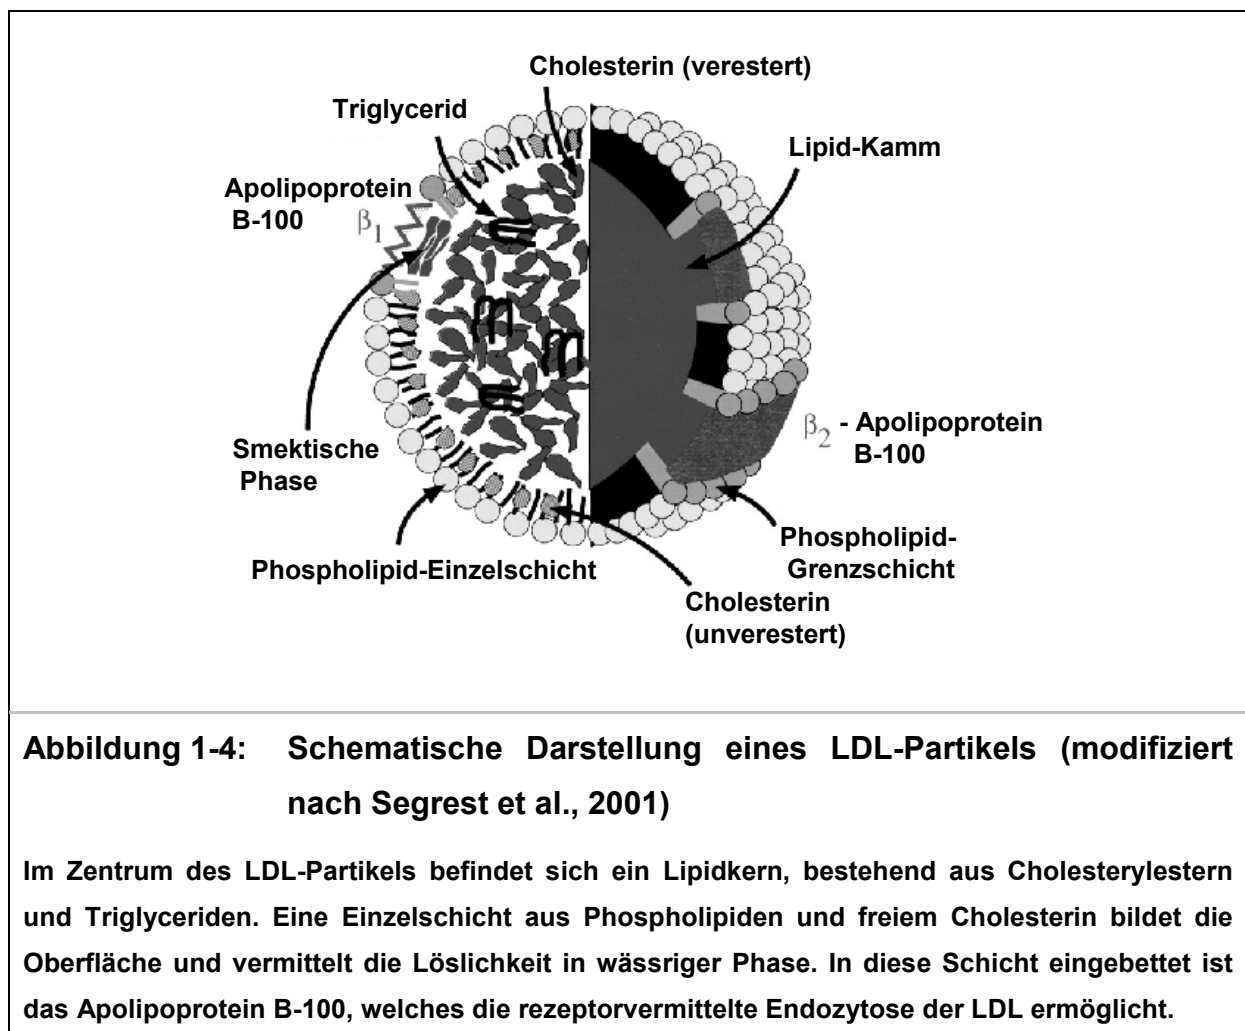 Cholesterin (verestert)
Triglycerid
Lipid-Kamm
Apolipoprotein
B-100
β1
Smektische
Phase
β2 - Apolipoprotein
B-100
Phospholipid-Einzelschicht
Phospholipid-
Grenzschicht
Cholesterin
(unverestert)
Abbildung 1-4: Schematische Darstellung eines LDL-Partikels (modifiziert
nach Segrest et al., 2001)
Im Zentrum des LDL-Partikels befindet sich ein Lipidkern, bestehend aus Cholesterylestern
und Triglyceriden. Eine Einzelschicht aus Phospholipiden und freiem Cholesterin bildet die
Oberfläche und vermittelt die Löslichkeit in wässriger Phase. In diese Schicht eingebettet ist
das Apolipoprotein B-100, welches die rezeptorvermittelte Endozytose der LDL ermöglicht.